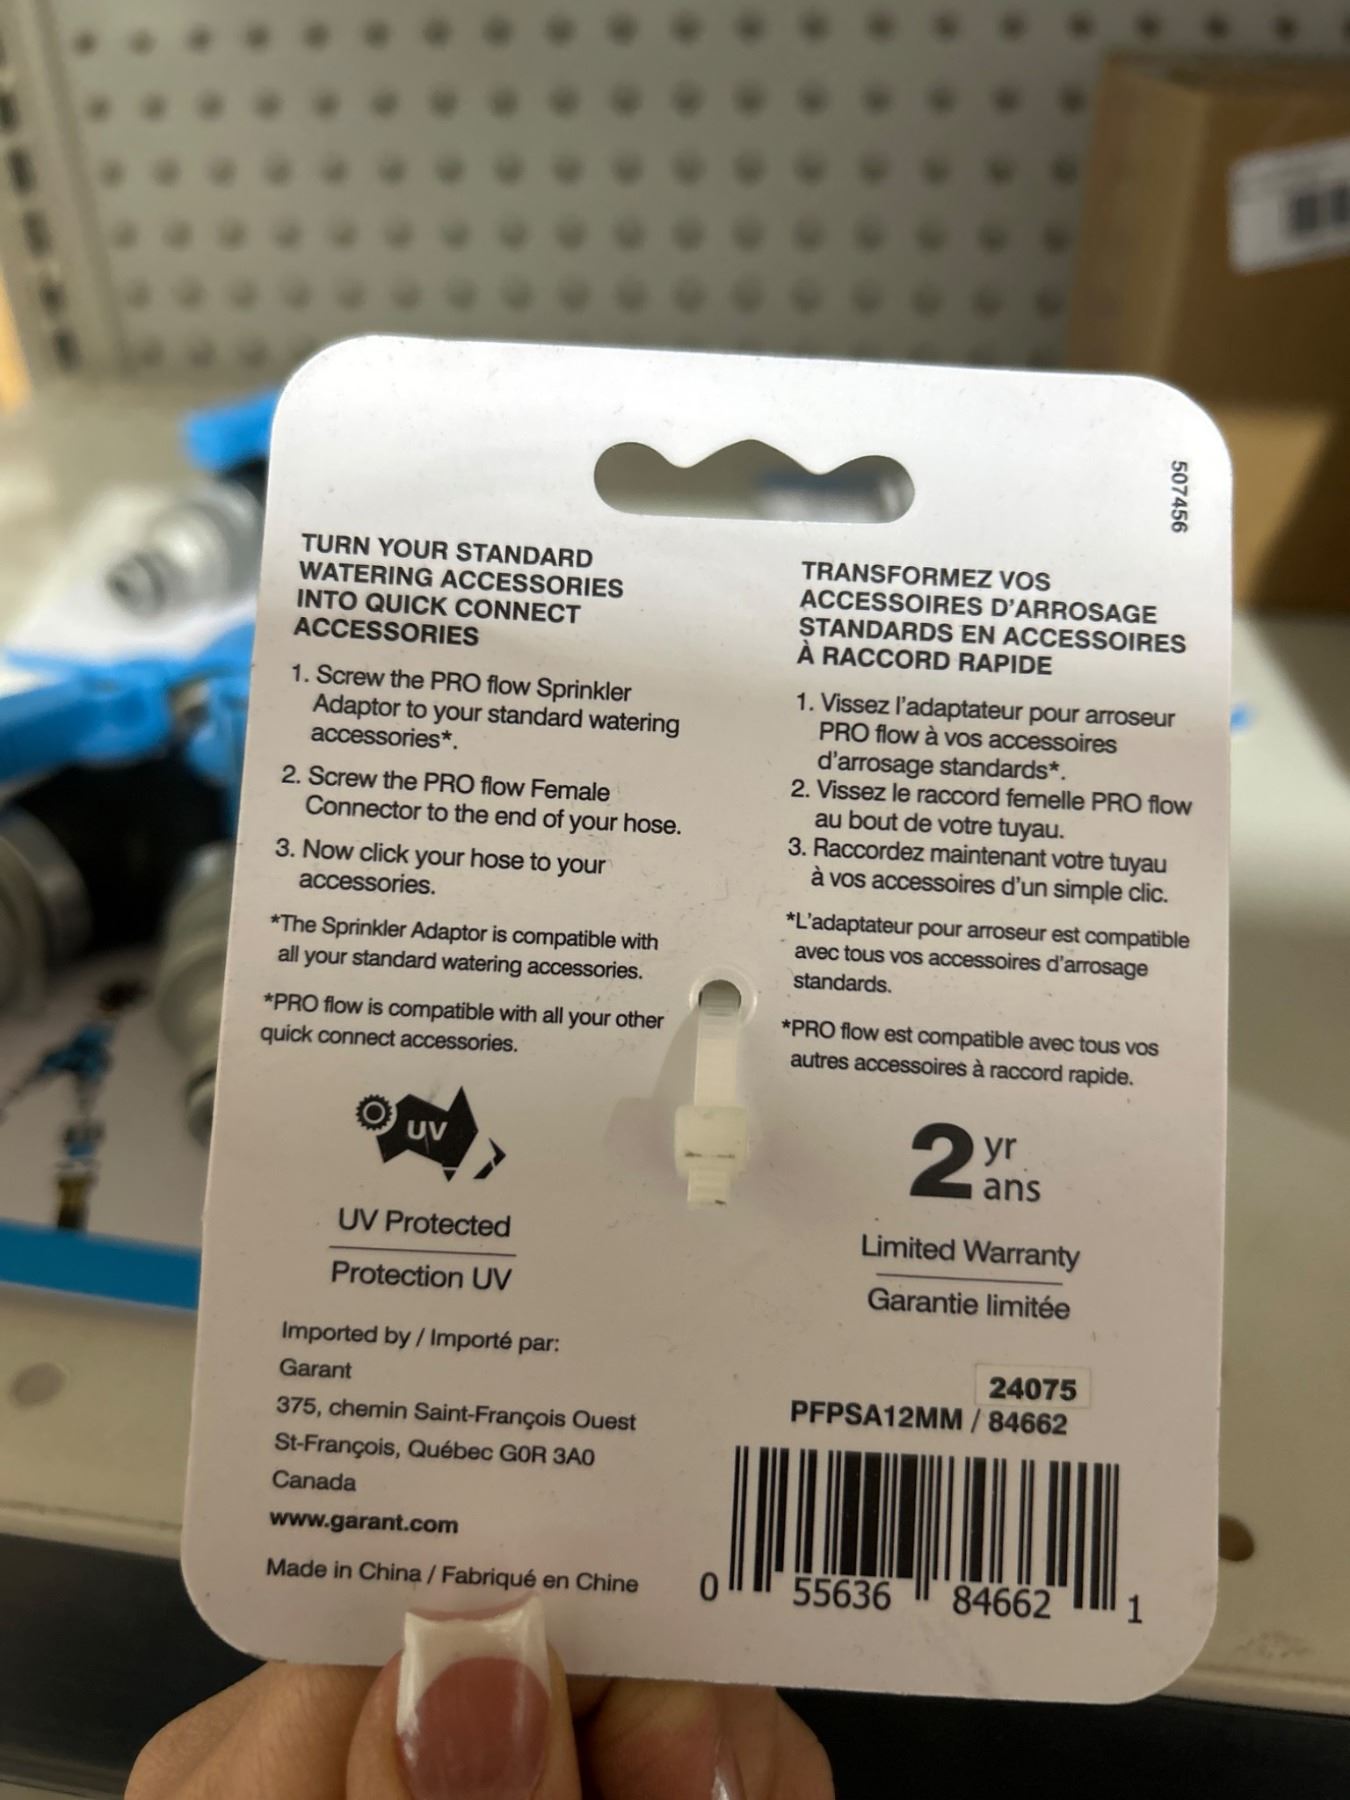 507456
TURN YOUR STANDARD
WATERING ACCESSORIES
INTO QUICK CONNECT
ACCESSORIES
1. Screw the PRO flow Sprinkler
Adaptor to your standard watering
accessories*.
2. Screw the PRO flow Female
Connector to the end of your hose.
3. Now click your hose to your
accessories.
*The Sprinkler Adaptor is compatible with
all your standard watering accessories.
*PRO flow is compatible with all your other
quick connect accessories.
UV
UV Protected
Protection UV
Imported by / Importé par:
Garant
375, chemin Saint-François Ouest
St-François, Québec G0R 3A0
Canada
www.garant.com
Made in China / Fabriqué en Chine
TRANSFORMEZ VOS
ACCESSOIRES D'ARROSAGE
STANDARDS EN ACCESSOIRES
À RACCORD RAPIDE
1. Vissez l'adaptateur pour arroseur
PRO flow à vos accessoires
d'arrosage standards*.
2. Vissez le raccord femelle PRO flow
au bout de votre tuyau.
3. Raccordez maintenant votre tuyau
à vos accessoires d'un simple clic.
*L'adaptateur pour arroseur est compatible
avec tous vos accessoires d'arrosage
standards.
*PRO flow est compatible avec tous vos
autres accessoires à raccord rapide.
2 yr
ans
Limited Warranty
Garantie limitée
24075
PFPSA12MM / 84662
0 55636 84662 1